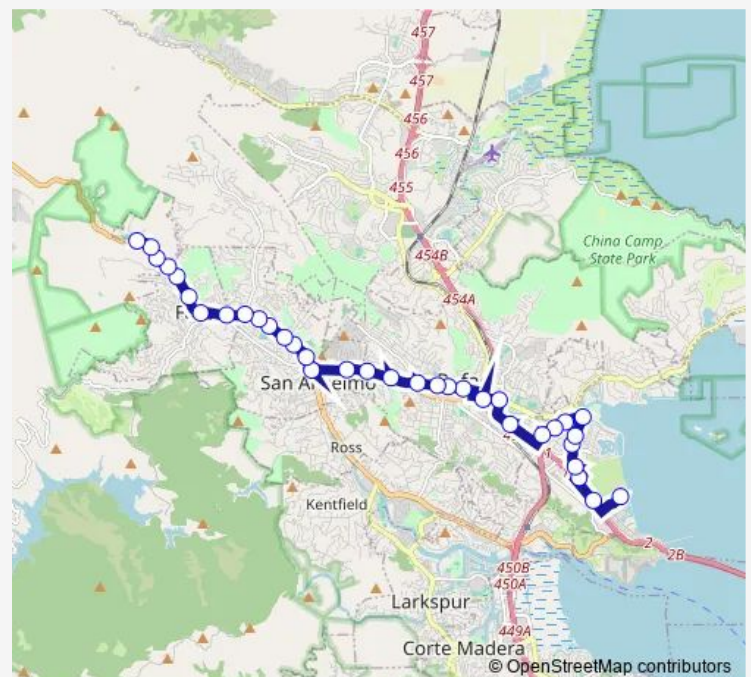 457
457
456
456
455
China Camp
State Park
454B
454A
San Anselmo
Ross
Kentfield
2
2B
450B
450A
Larkspur
449A
Corte Madera
© OpenStreetMap contributors